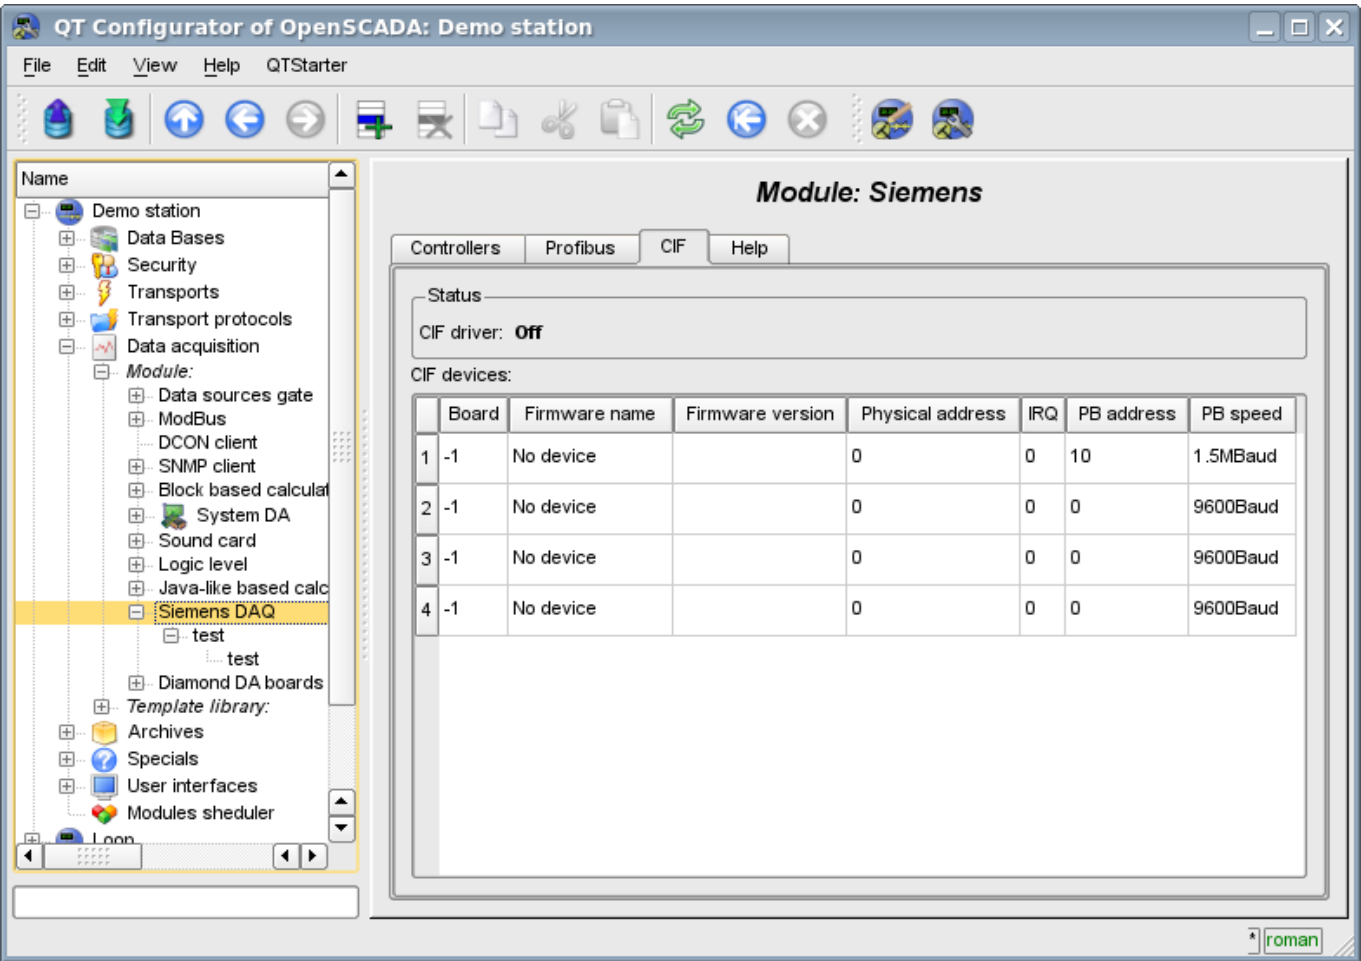 QT Configurator of OpenSCADA: Demo station
File Edit View Help QTStarter
Name
Demo station
Data Bases
Security
Transports
Transport protocols
Data acquisition
Module:
Data sources gate
ModBus
DCON client
SNMP client
Block based calculat
System DA
Sound card
Logic level
Java-like based calc
Siemens DAQ
test
test
Diamond DA boards
Template library:
Archives
Specials
User interfaces
Modules sheduler
Loop
Module: Siemens
Controllers Profibus CIF Help
Status
CIF driver: Off
CIF devices:
Board Firmware name Firmware version Physical address IRQ PB address PB speed
1 -1 No device 0 0 10 1.5MBaud
2 -1 No device 0 0 0 9600Baud
3 -1 No device 0 0 0 9600Baud
4 -1 No device 0 0 0 9600Baud
* roman